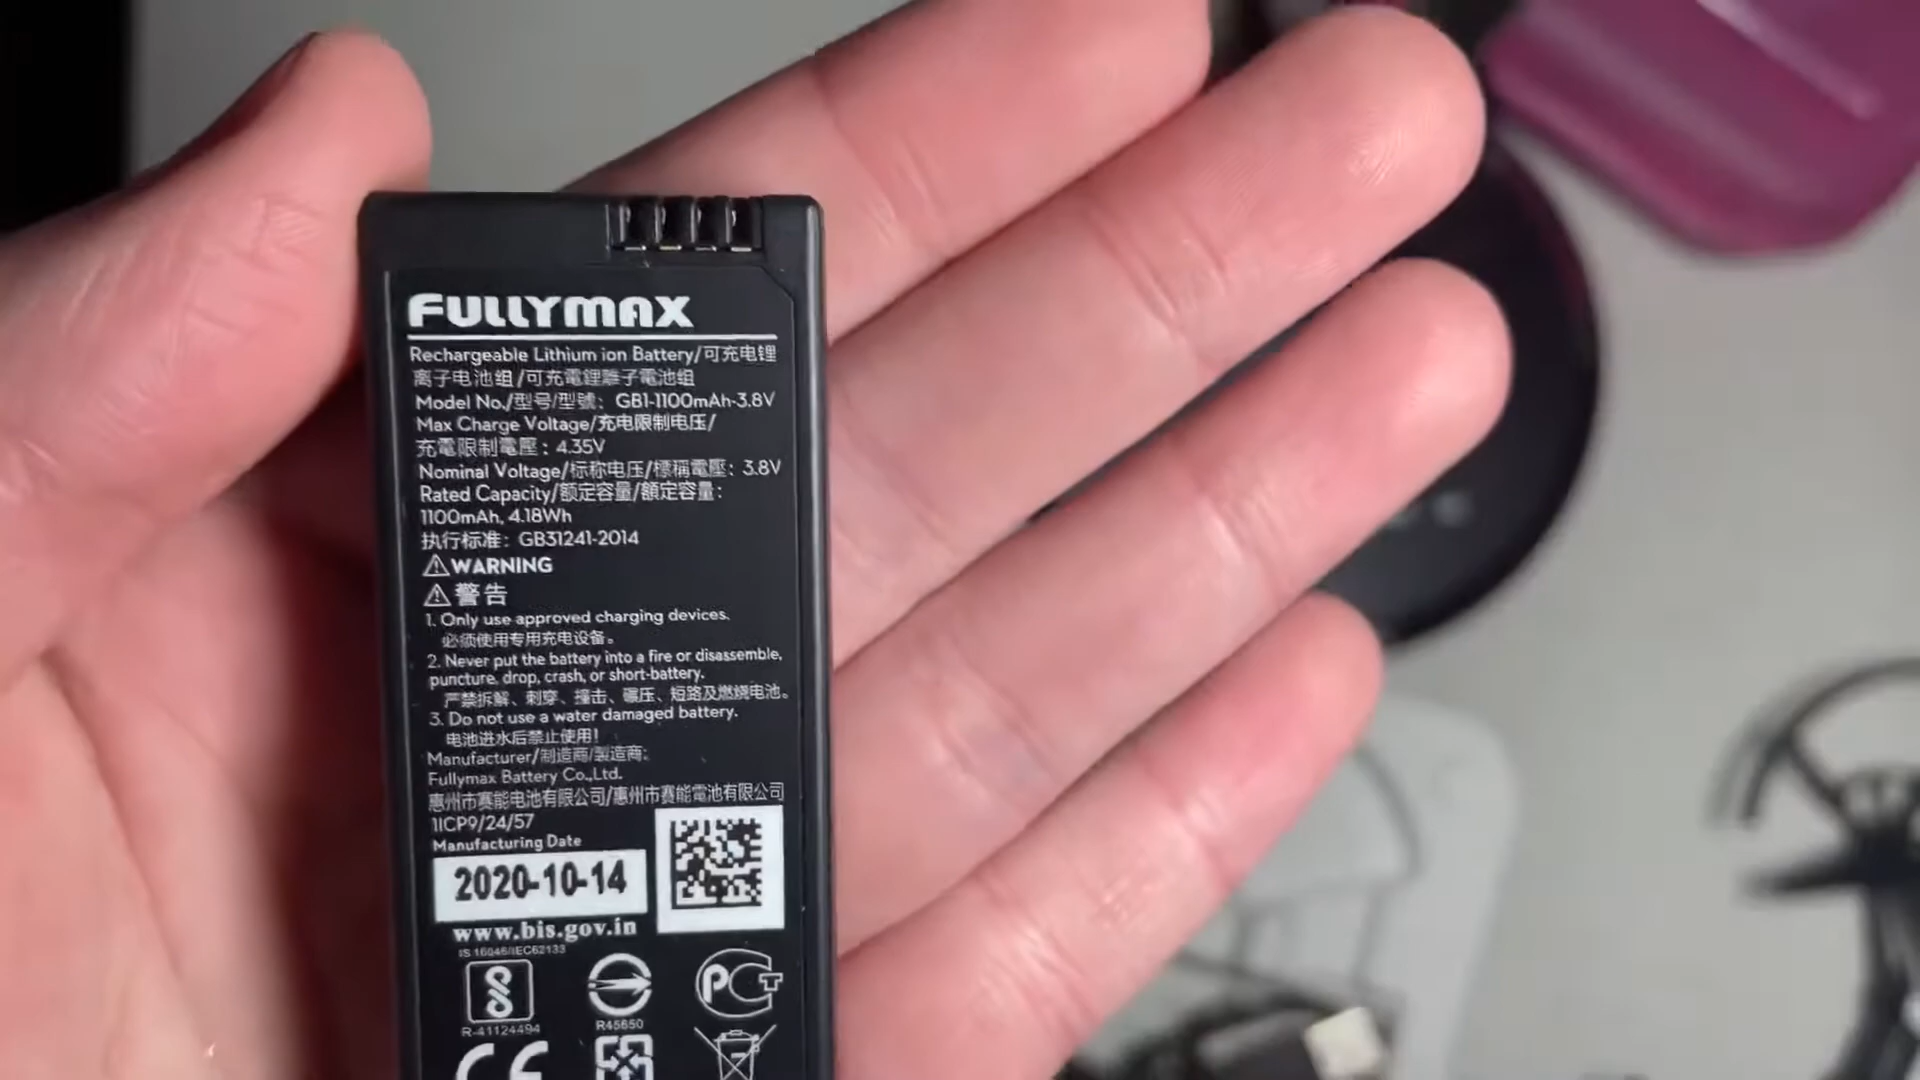 FULLYMAX
Rechargeable Lithium ion Battery/可充电锂
离子电池组/可充電鋰離子電池组
Model No./型号/型號: GB1-1100mAh-3.8V
Max Charge Voltage/充电限制电压/
充電限制電壓: 4.35V
Nominal Voltage/标称电压/標稱電壓: 3.8V
Rated Capacity/额定容量/額定容量:
1100mAh, 4.18Wh
执行标准: GB31241-2014
WARNING
警告
1. Only use approved charging devices.
必须使用专用充电设备。
2. Never put the battery into a fire or disassemble,
puncture, drop, crash, or short-battery.
严禁拆解、刺穿、撞击、碾压、短路及燃烧电池。
3. Do not use a water damaged battery.
电池进水后禁止使用!
Manufacturer/制造商/製造商:
Fullymax Battery Co.,Ltd.
惠州市赛能电池有限公司/惠州市赛能電池有限公司
1ICP9/24/57
Manufacturing Date
2020-10-14
www.bis.gov.in
IS 16046/IEC62133
R-41124494
R45650
PCT
CE